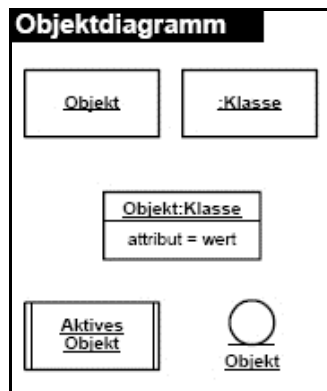 Objektdiagramm
Objekt
:Klasse
Objekt:Klasse
attribut = wert
Aktives
Objekt
Objekt